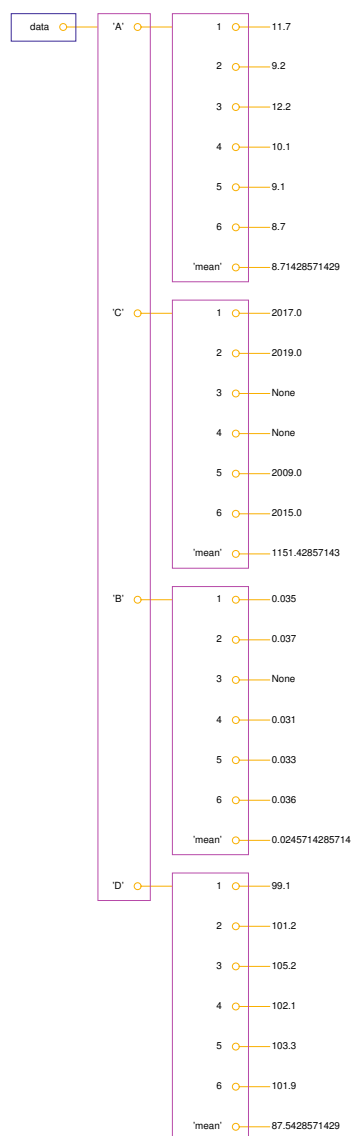 data 'A' 1 11.7
2 9.2
3 12.2
4 10.1
5 9.1
6 8.7
'mean' 8.71428571429
'C' 1 2017.0
2 2019.0
3 None
4 None
5 2009.0
6 2015.0
'mean' 1151.42857143
'B' 1 0.035
2 0.037
3 None
4 0.031
5 0.033
6 0.036
'mean' 0.0245714285714
'D' 1 99.1
2 101.2
3 105.2
4 102.1
5 103.3
6 101.9
'mean' 87.5428571429